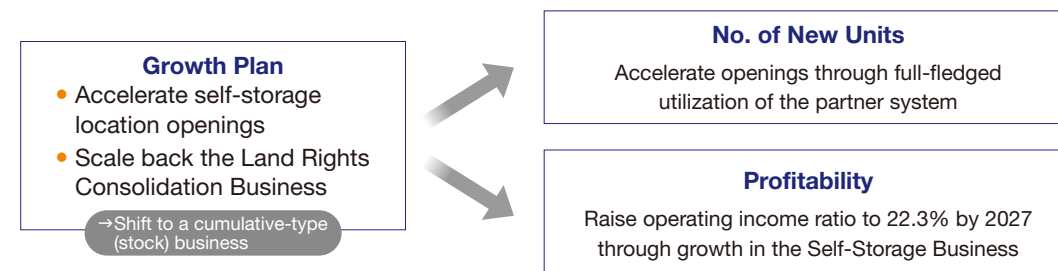 Growth Plan
• Accelerate self-storage
location openings
• Scale back the Land Rights
Consolidation Business
→Shift to a cumulative-type
(stock) business
No. of New Units
Accelerate openings through full-fledged
utilization of the partner system
Profitability
Raise operating income ratio to 22.3% by 2027
through growth in the Self-Storage Business